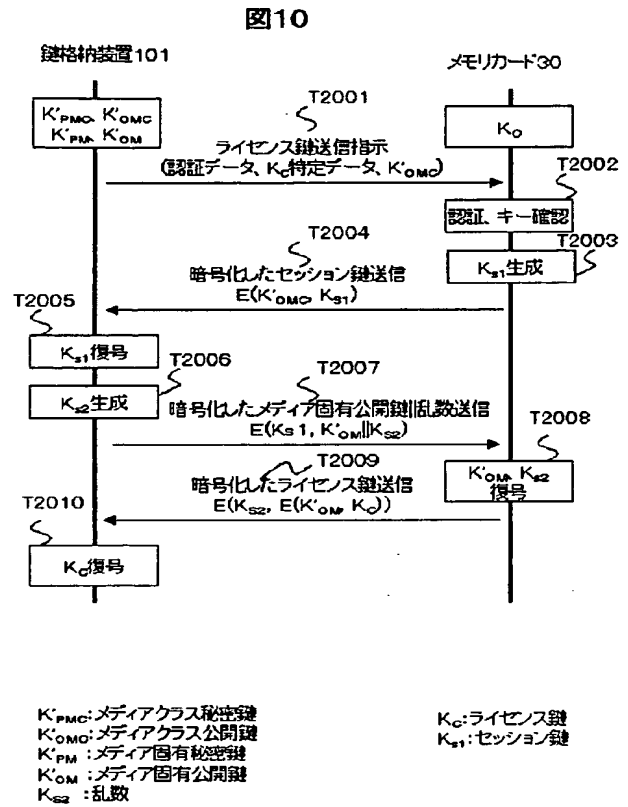 図10
鍵格納装置101
メモリカード30
K'PMC、K'OMC
K'PM、K'OM
T2001
ライセンス鍵送信指示
(認証データ、KC特定データ、K'OMC)
KC
T2002
認証、キー確認
T2003
Ks1生成
T2004
暗号化したセッション鍵送信
E(K'OMC, Ks1)
T2005
Ks1復号
T2006
Ks2生成
T2007
暗号化したメディア固有公開鍵||乱数送信
E(Ks1, K'OM||Ks2)
T2008
K'OM、Ks2
復号
T2009
暗号化したライセンス鍵送信
E(Ks2, E(K'OM, KC))
T2010
KC復号
K'PMC:メディアクラス秘密鍵
K'OMC:メディアクラス公開鍵
K'PM:メディア固有秘密鍵
K'OM:メディア固有公開鍵
Ks2:乱数
KC:ライセンス鍵
Ks1:セッション鍵